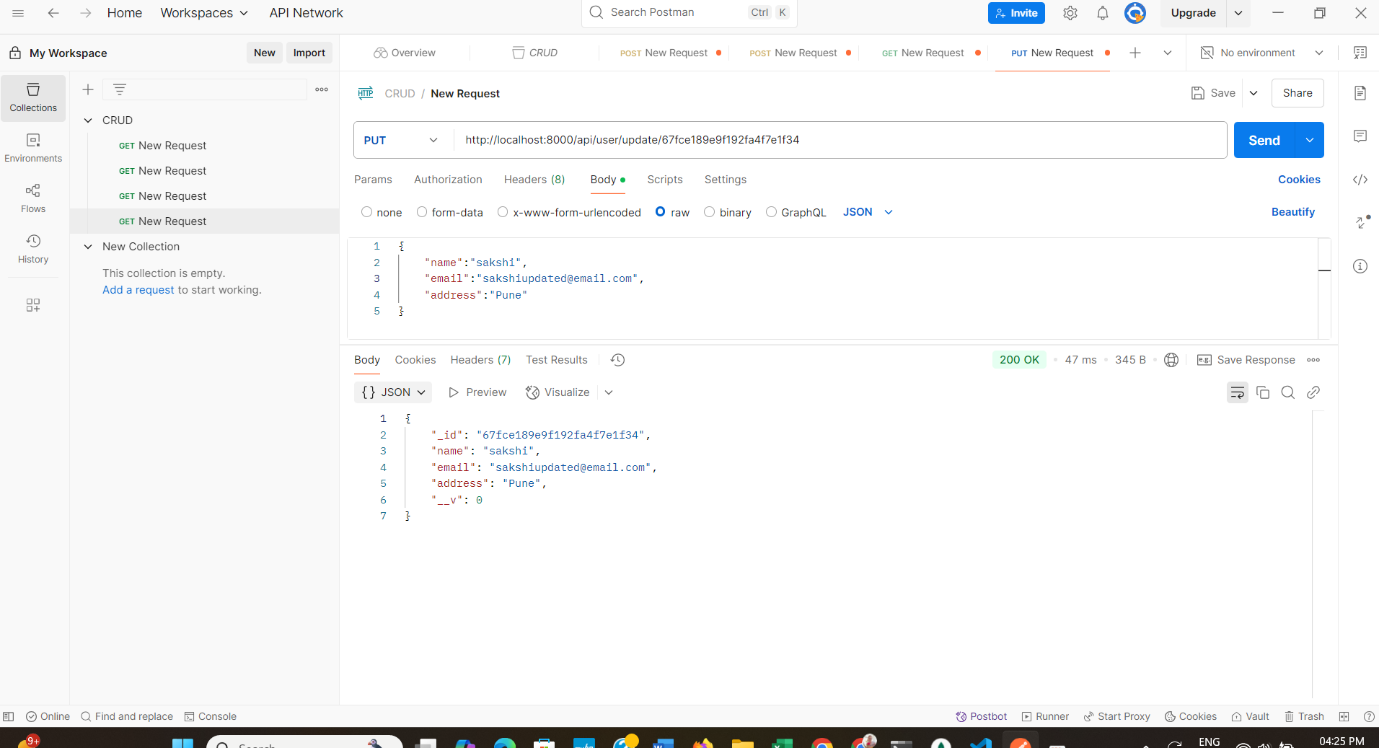 Home Workspaces API Network Search Postman Ctrl K Invite Upgrade
My Workspace New Import Overview CRUD POST New Request POST New Request GET New Request PUT New Request No environment
Collections
Environments
Flows
History
CRUD
GET New Request
GET New Request
GET New Request
GET New Request
New Collection
This collection is empty.
Add a request to start working.
HTTP CRUD / New Request Save Share
PUT http://localhost:8000/api/user/update/67fce189e9f192fa4f7e1f34 Send
Params Authorization Headers (8) Body Scripts Settings Cookies
none form-data x-www-form-urlencoded raw binary GraphQL JSON Beautify
1 {
2 "name":"sakshi",
3 "email":"sakshiupdated@email.com",
4 "address":"Pune"
5 }
Body Cookies Headers (7) Test Results 200 OK 47 ms 345 B e.g. Save Response
{} JSON Preview Visualize
1 {
2 "_id": "67fce189e9f192fa4f7e1f34",
3 "name": "sakshi",
4 "email": "sakshiupdated@email.com",
5 "address": "Pune",
6 "__v": 0
7 }
Online Find and replace Console Postbot Runner Start Proxy Cookies Vault Trash
9+ Search ENG 04:25 PM